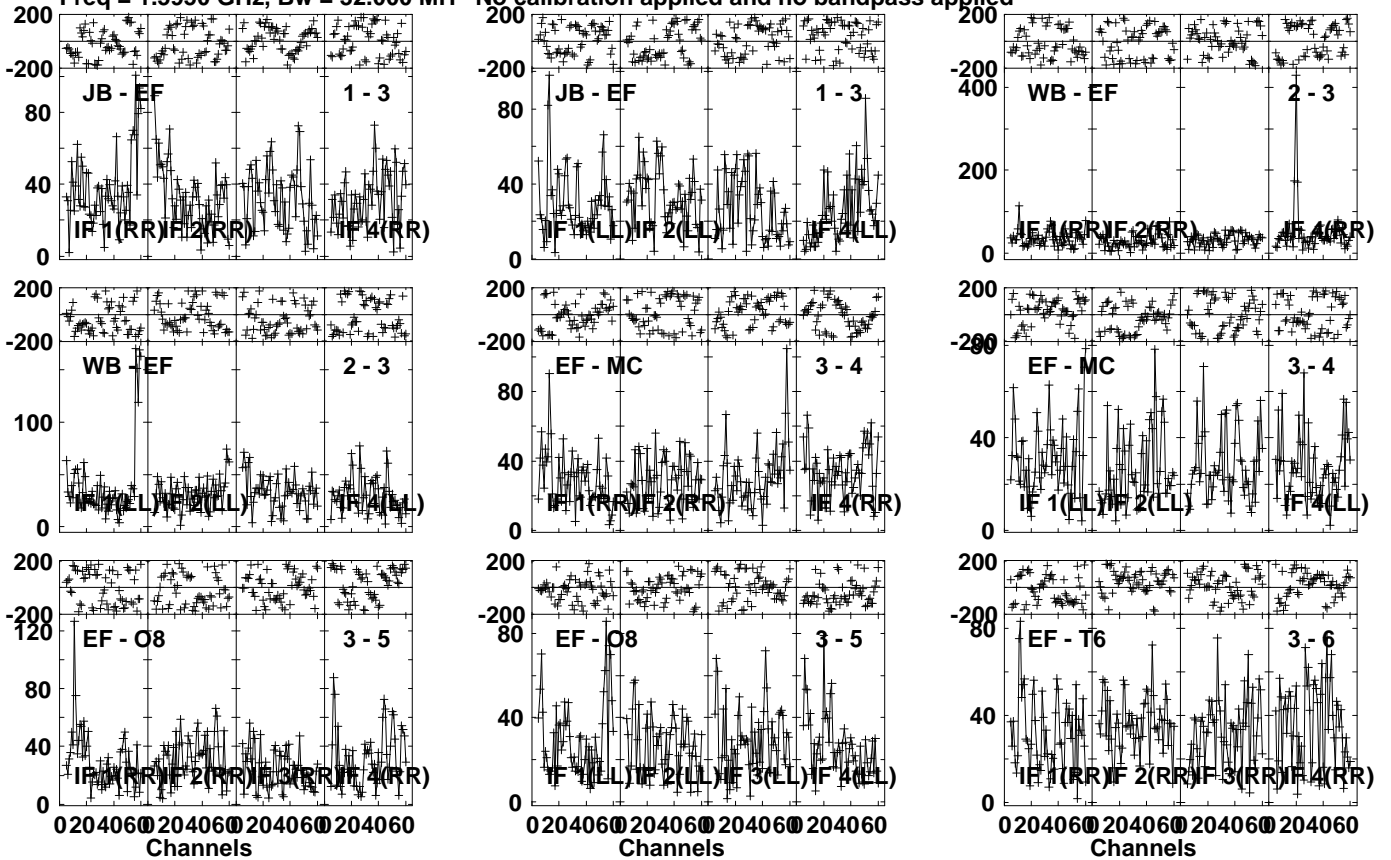 Freq = 1.5950 GHz, Bw = 32.000 MH No calibration applied and no bandpass applied
200
-200
80
40
0
JB - EF 1 - 3
IF 1(RR) IF 2(RR) IF 4(RR)
200
-200
80
40
0
JB - EF 1 - 3
IF 1(LL) IF 2(LL) IF 4(LL)
200
-200
400
200
0
WB - EF 2 - 3
IF 1(RR) IF 2(RR) IF 4(RR)
200
-200
100
0
WB - EF 2 - 3
IF 1(LL) IF 2(LL) IF 4(LL)
200
-200
80
40
0
EF - MC 3 - 4
IF 1(RR) IF 2(RR) IF 4(RR)
200
-200
80
40
0
EF - MC 3 - 4
IF 1(LL) IF 2(LL) IF 4(LL)
200
-200
120
80
40
0
EF - O8 3 - 5
IF 1(RR) IF 2(RR) IF 3(RR) IF 4(RR)
0 20 40 60 0 20 40 60 0 20 40 60 0 20 40 60
Channels
200
-200
80
40
0
EF - O8 3 - 5
IF 1(LL) IF 2(LL) IF 3(LL) IF 4(LL)
0 20 40 60 0 20 40 60 0 20 40 60 0 20 40 60
Channels
200
-200
80
40
0
EF - T6 3 - 6
IF 1(RR) IF 2(RR) IF 3(RR) IF 4(RR)
0 20 40 60 0 20 40 60 0 20 40 60 0 20 40 60
Channels